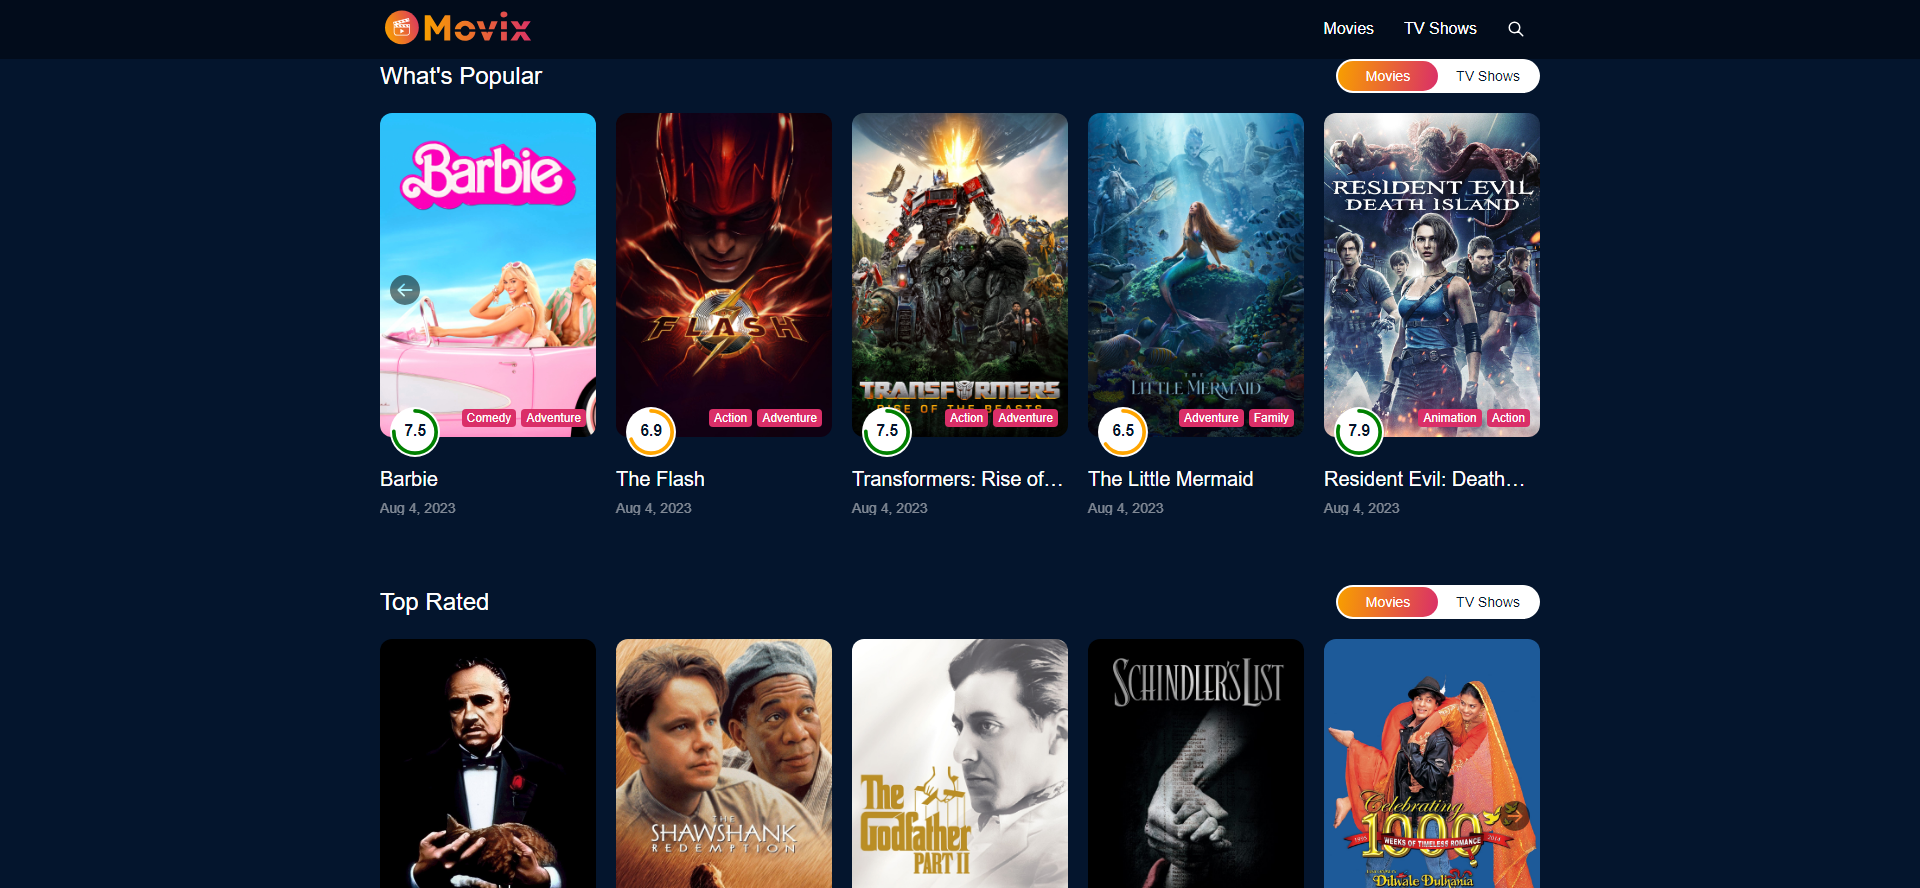 Movix
Movies
TV Shows
What's Popular
Movies
TV Shows
Barbie
FLASH
TRANSFORMERS
RISE OF THE BEASTS
THE
LITTLE MERMAID
RESIDENT EVIL
DEATH ISLAND
7.5
Comedy
Adventure
6.9
Action
Adventure
7.5
Action
Adventure
6.5
Adventure
Family
7.9
Animation
Action
Barbie
The Flash
Transformers: Rise of…
The Little Mermaid
Resident Evil: Death…
Aug 4, 2023
Aug 4, 2023
Aug 4, 2023
Aug 4, 2023
Aug 4, 2023
Top Rated
Movies
TV Shows
THE
SHAWSHANK
REDEMPTION
The
Godfather
PART II
SCHINDLER'S LIST
Celebrating
1000
WEEKS OF TIMELESS ROMANCE
Dilwale Dulhania